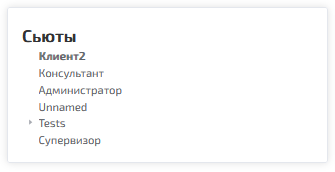 Сьюты
Клиент2
Консультант
Администратор
Unnamed
Tests
Супервизор